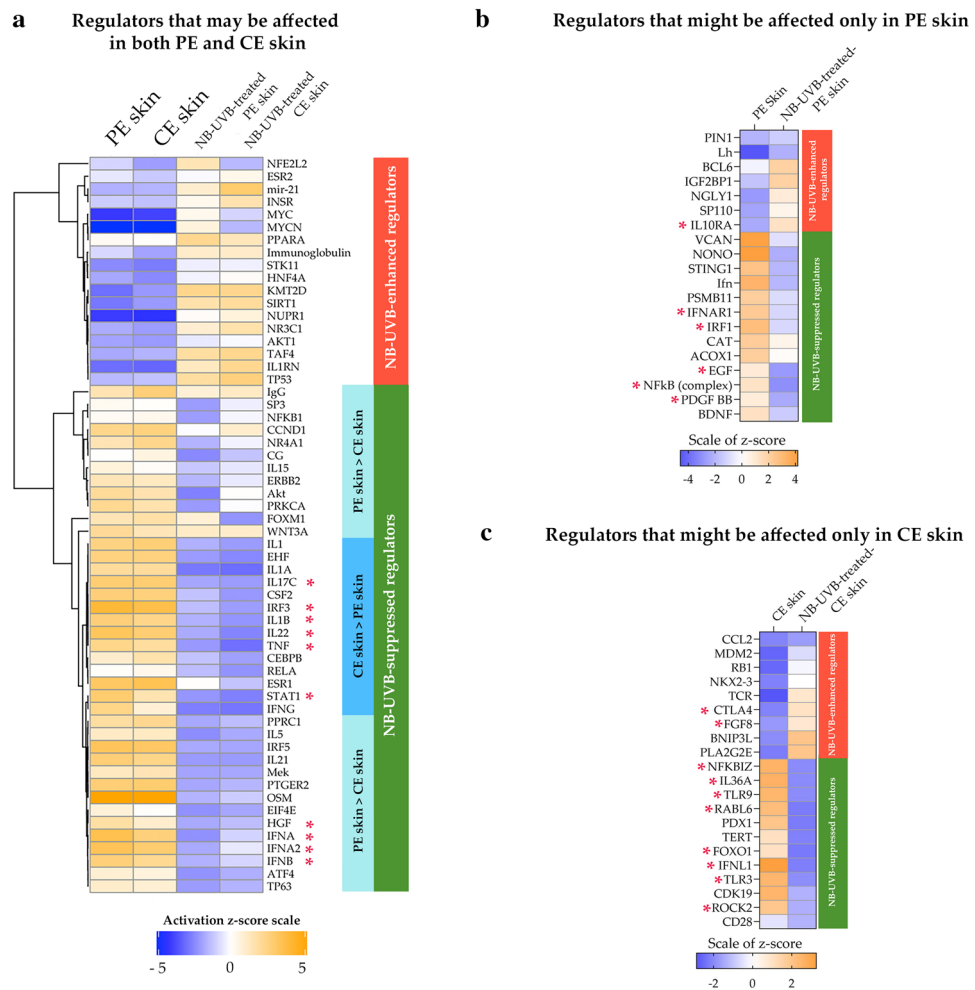 a
Regulators that may be affected
in both PE and CE skin
PE skin
CE skin
NB-UVB-treated
PE skin
NB-UVB-treated
CE skin
NFE2L2
ESR2
mir-21
INSR
MYC
MYCN
PPARA
Immunoglobulin
STK11
HNF4A
KMT2D
SIRT1
NUPR1
NR3C1
AKT1
TAF4
IL1RN
TP53
IgG
SP3
NFKB1
CCND1
NR4A1
CG
IL15
ERBB2
Akt
PRKCA
FOXM1
WNT3A
IL1
EHF
IL1A
IL17C *
CSF2
IRF3 *
IL1B *
IL22 *
TNF *
CEBPB
RELA
ESR1
STAT1 *
IFNG
PPRC1
IL5
IRF5
IL21
Mek
PTGER2
OSM
EIF4E
HGF *
IFNA *
IFNA2 *
IFNB *
ATF4
TP63
PE skin > CE skin
CE skin > PE skin
PE skin > CE skin
NB-UVB-enhanced regulators
NB-UVB-suppressed regulators
Activation z-score scale
- 5 0 5
b
Regulators that might be affected only in PE skin
PE Skin
NB-UVB-treated-
PE skin
PIN1
Lh
BCL6
IGF2BP1
NGLY1
SP110
* IL10RA
VCAN
NONO
STING1
Ifn
PSMB11
* IFNAR1
* IRF1
CAT
ACOX1
* EGF
* NFkB (complex)
* PDGF BB
BDNF
NB-UVB-enhanced
regulators
NB-UVB-suppressed regulators
Scale of z-score
-4 -2 0 2 4
c
Regulators that might be affected only in CE skin
CE skin
NB-UVB-treated-
CE skin
CCL2
MDM2
RB1
NKX2-3
TCR
* CTLA4
* FGF8
BNIP3L
PLA2G2E
* NFKBIZ
* IL36A
* TLR9
* RABL6
PDX1
TERT
* FOXO1
* IFNL1
* TLR3
CDK19
* ROCK2
CD28
NB-UVB-enhanced regulators
NB-UVB-suppressed regulators
Scale of z-score
-2 0 2